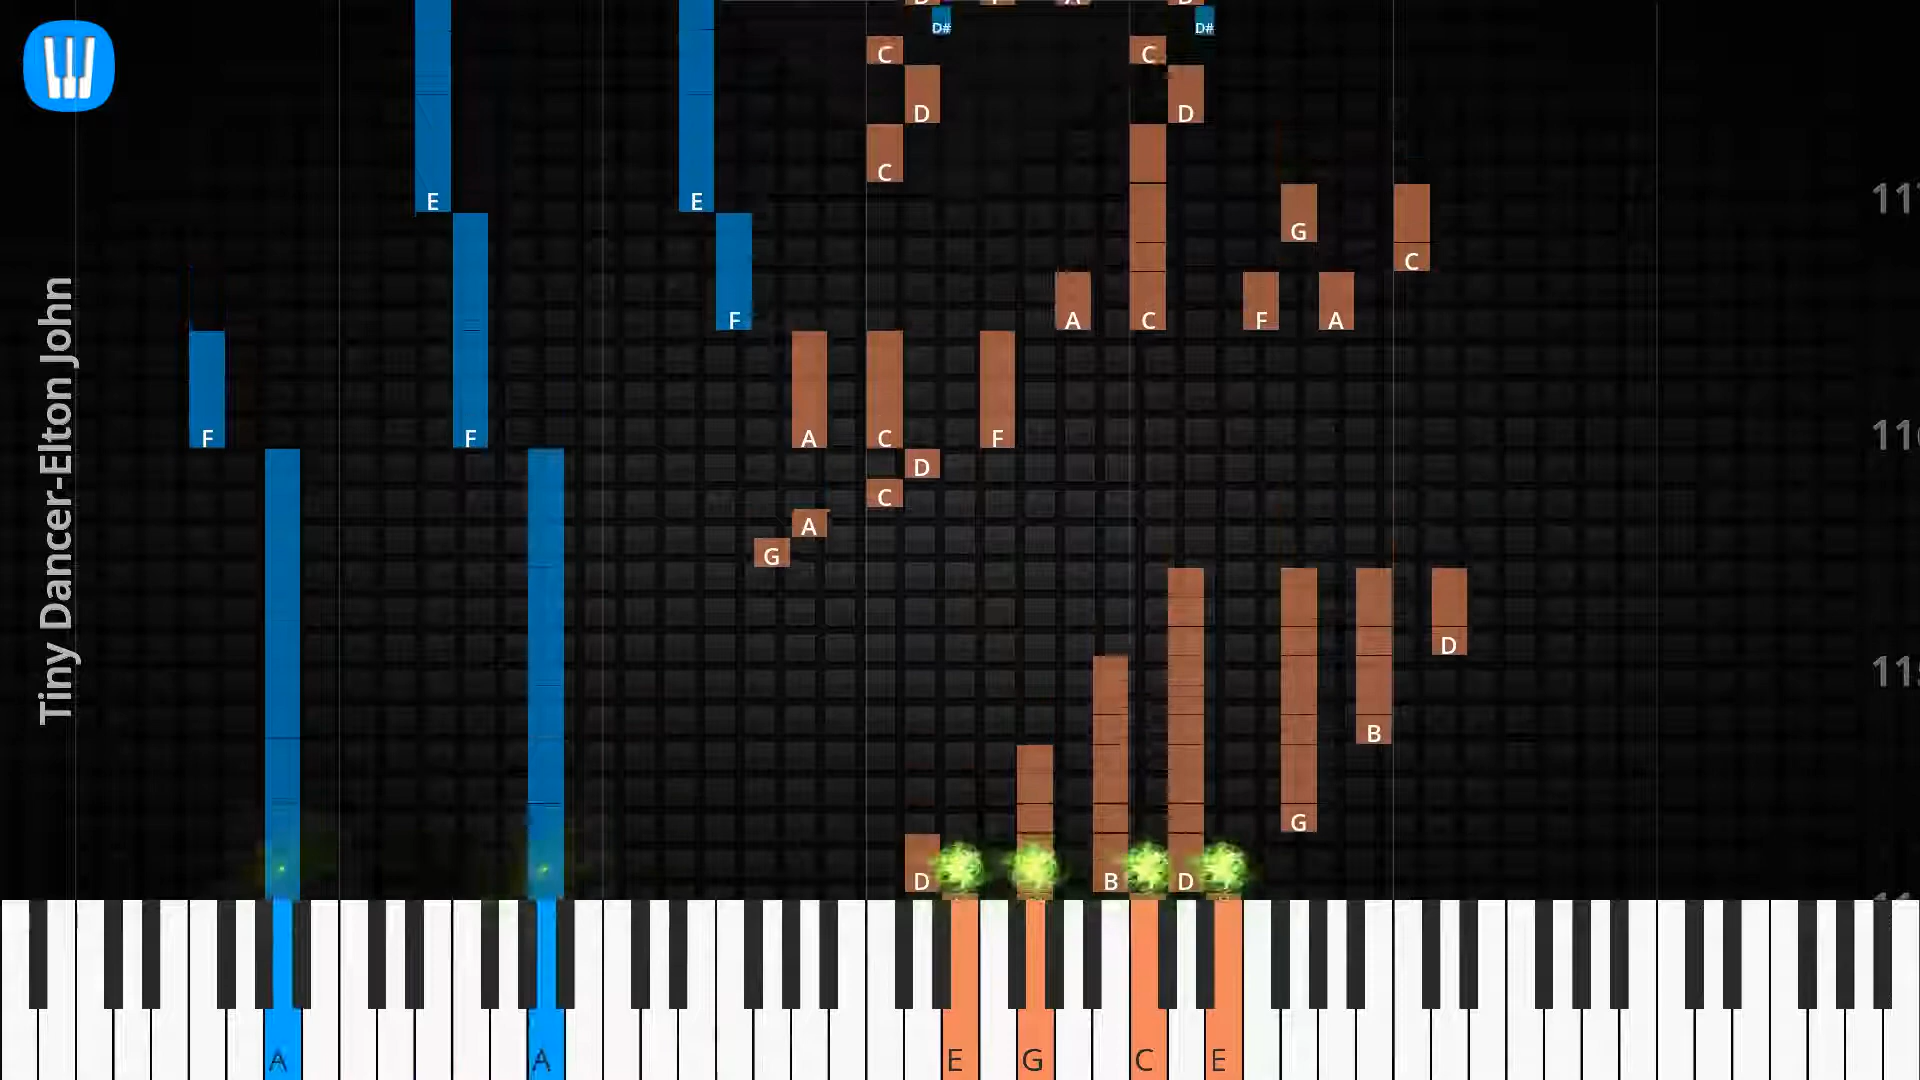 Tiny Dancer-Elton John
D F A D
D# D#
C C
D D
C
E E G
C
F A C F A
F F A C F
D
C
A
G
D
B
G
D B D
A A E G C E